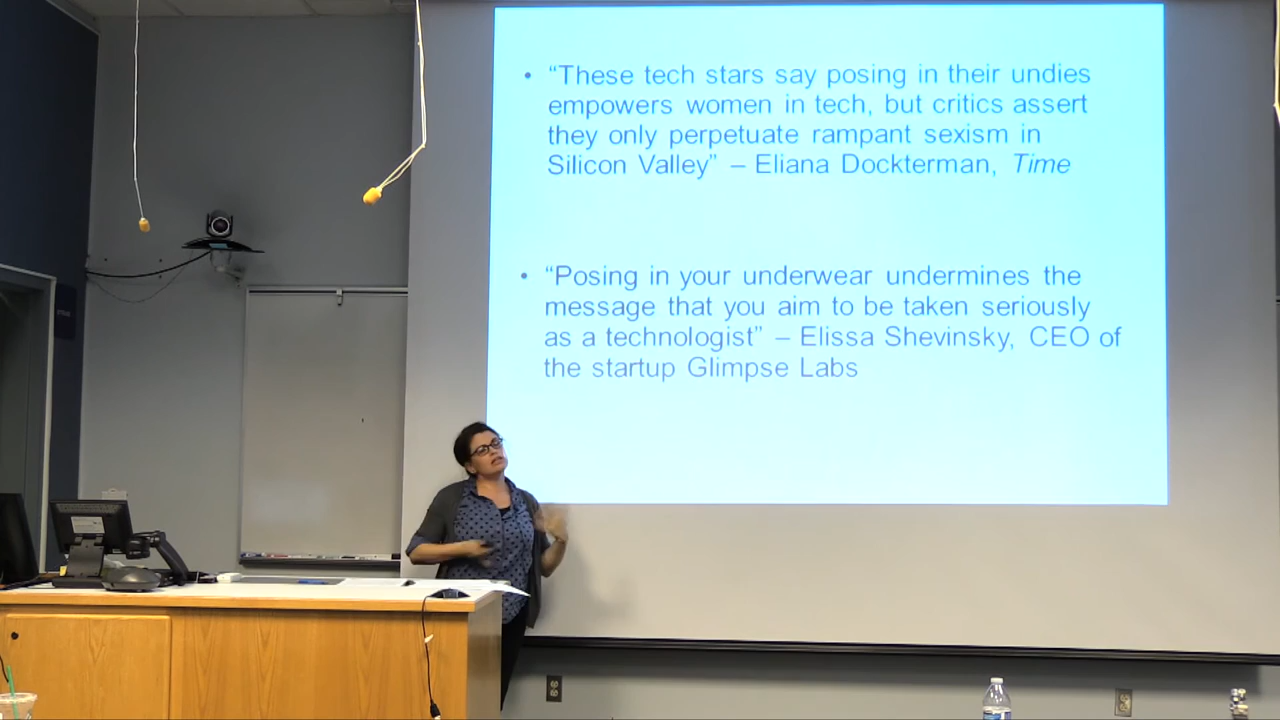 • “These tech stars say posing in their undies
empowers women in tech, but critics assert
they only perpetuate rampant sexism in
Silicon Valley” – Eliana Dockterman, Time
• “Posing in your underwear undermines the
message that you aim to be taken seriously
as a technologist” – Elissa Shevinsky, CEO of
the startup Glimpse Labs